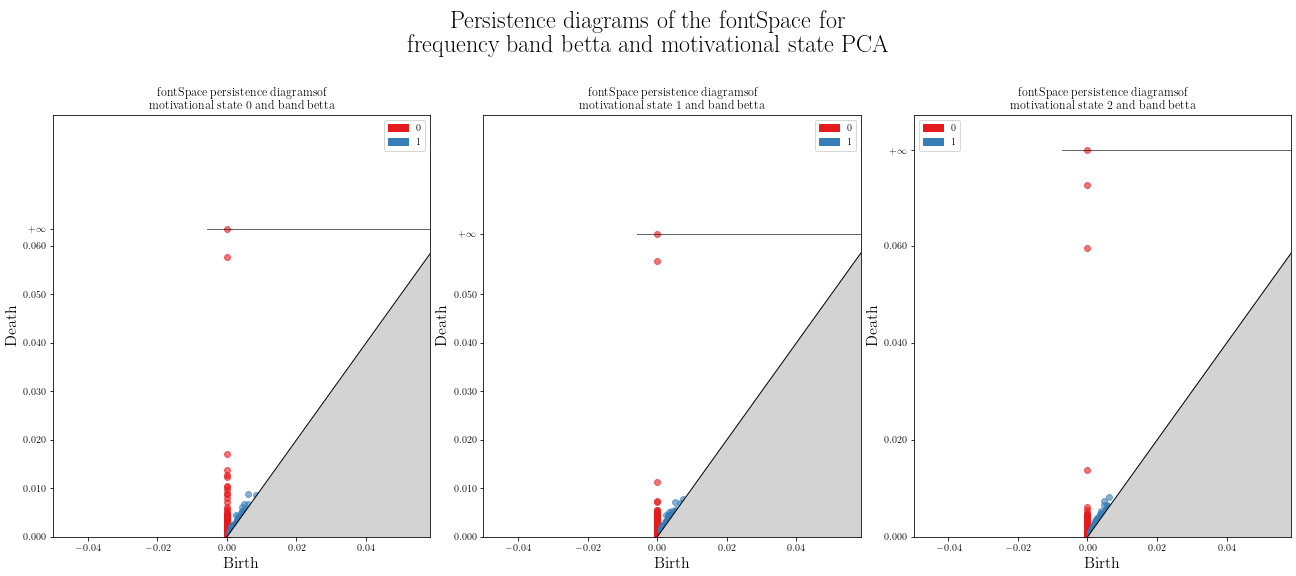 Persistence diagrams of the fontSpace for
frequency band betta and motivational state PCA
fontSpace persistence diagramsof
motivational state 0 and band betta
0
1
+∞
0.060
0.050
0.040
0.030
0.020
0.010
0.000
Death
−0.04
−0.02
0.00
0.02
0.04
Birth
fontSpace persistence diagramsof
motivational state 1 and band betta
0
1
+∞
0.050
0.040
0.030
0.020
0.010
0.000
Death
−0.04
−0.02
0.00
0.02
0.04
Birth
fontSpace persistence diagramsof
motivational state 2 and band betta
0
1
+∞
0.060
0.040
0.020
0.000
Death
−0.04
−0.02
0.00
0.02
0.04
Birth